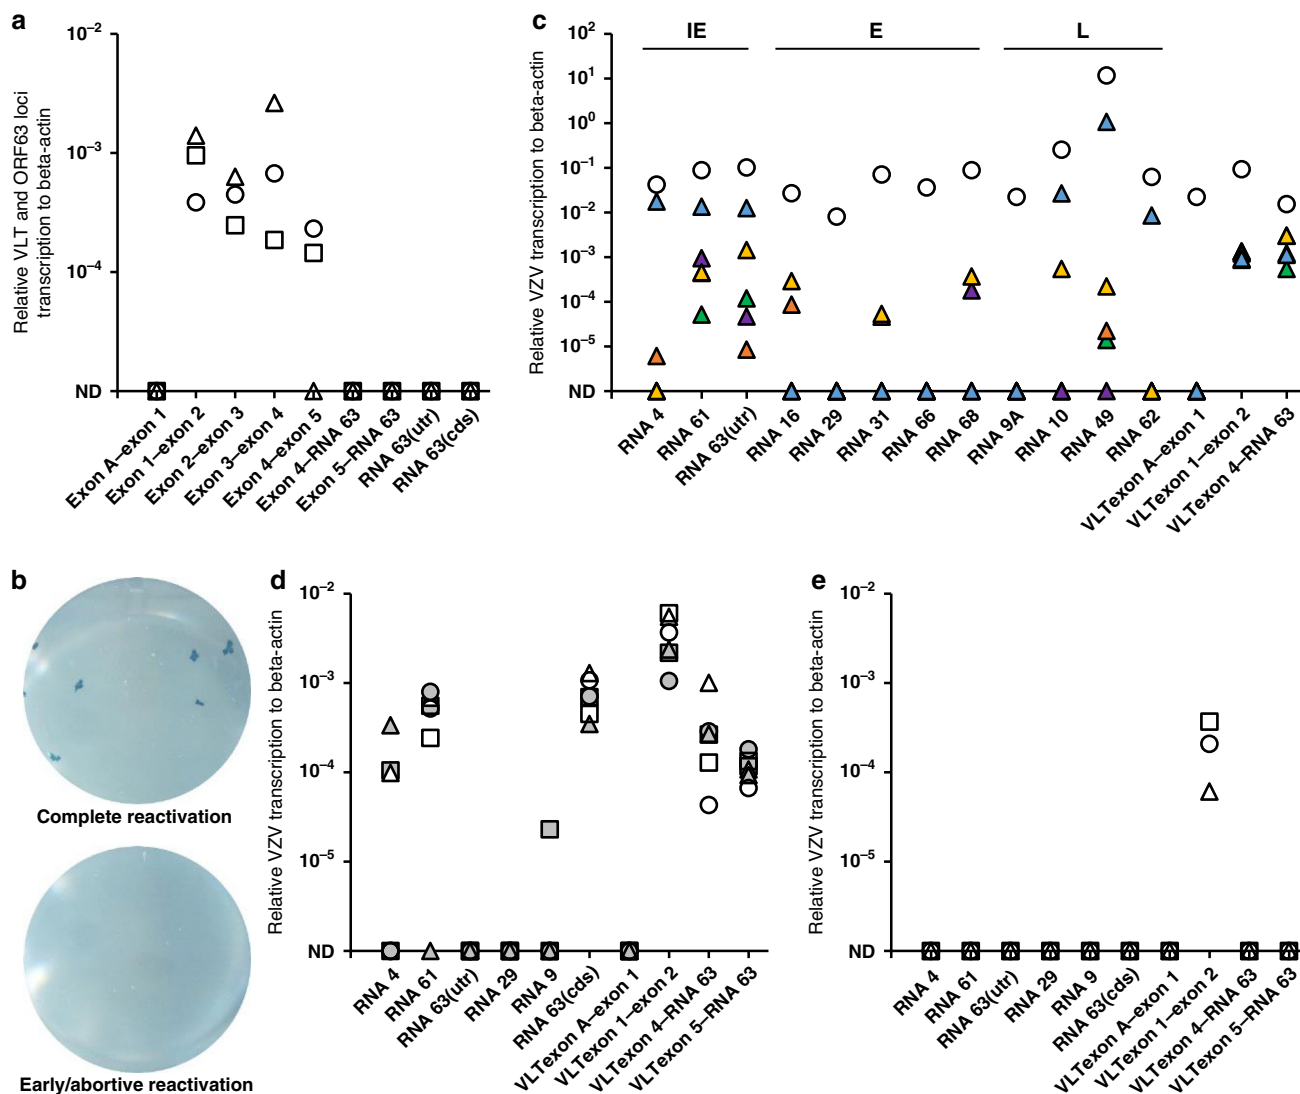 a
Relative VLT and ORF63 loci
transcription to beta-actin
10⁻²
10⁻³
10⁻⁴
ND
Exon A–exon 1
Exon 1–exon 2
Exon 2–exon 3
Exon 3–exon 4
Exon 4–exon 5
Exon 4–RNA 63
Exon 5–RNA 63
RNA 63(utr)
RNA 63(cds)
c
IE
E
L
Relative VZV transcription to beta-actin
10²
10¹
10⁰
10⁻¹
10⁻²
10⁻³
10⁻⁴
10⁻⁵
ND
RNA 4
RNA 61
RNA 63(utr)
RNA 16
RNA 29
RNA 31
RNA 66
RNA 68
RNA 9A
RNA 10
RNA 49
RNA 62
VLTexon A–exon 1
VLTexon 1–exon 2
VLTexon 4–RNA 63
b
Complete reactivation
Early/abortive reactivation
d
Relative VZV transcription to beta-actin
10⁻²
10⁻³
10⁻⁴
10⁻⁵
ND
RNA 4
RNA 61
RNA 63(utr)
RNA 29
RNA 9
RNA 63(cds)
VLTexon A–exon 1
VLTexon 1–exon 2
VLTexon 4–RNA 63
VLTexon 5–RNA 63
e
Relative VZV transcription to beta-actin
10⁻²
10⁻³
10⁻⁴
10⁻⁵
ND
RNA 4
RNA 61
RNA 63(utr)
RNA 29
RNA 9
RNA 63(cds)
VLTexon A–exon 1
VLTexon 1–exon 2
VLTexon 4–RNA 63
VLTexon 5–RNA 63